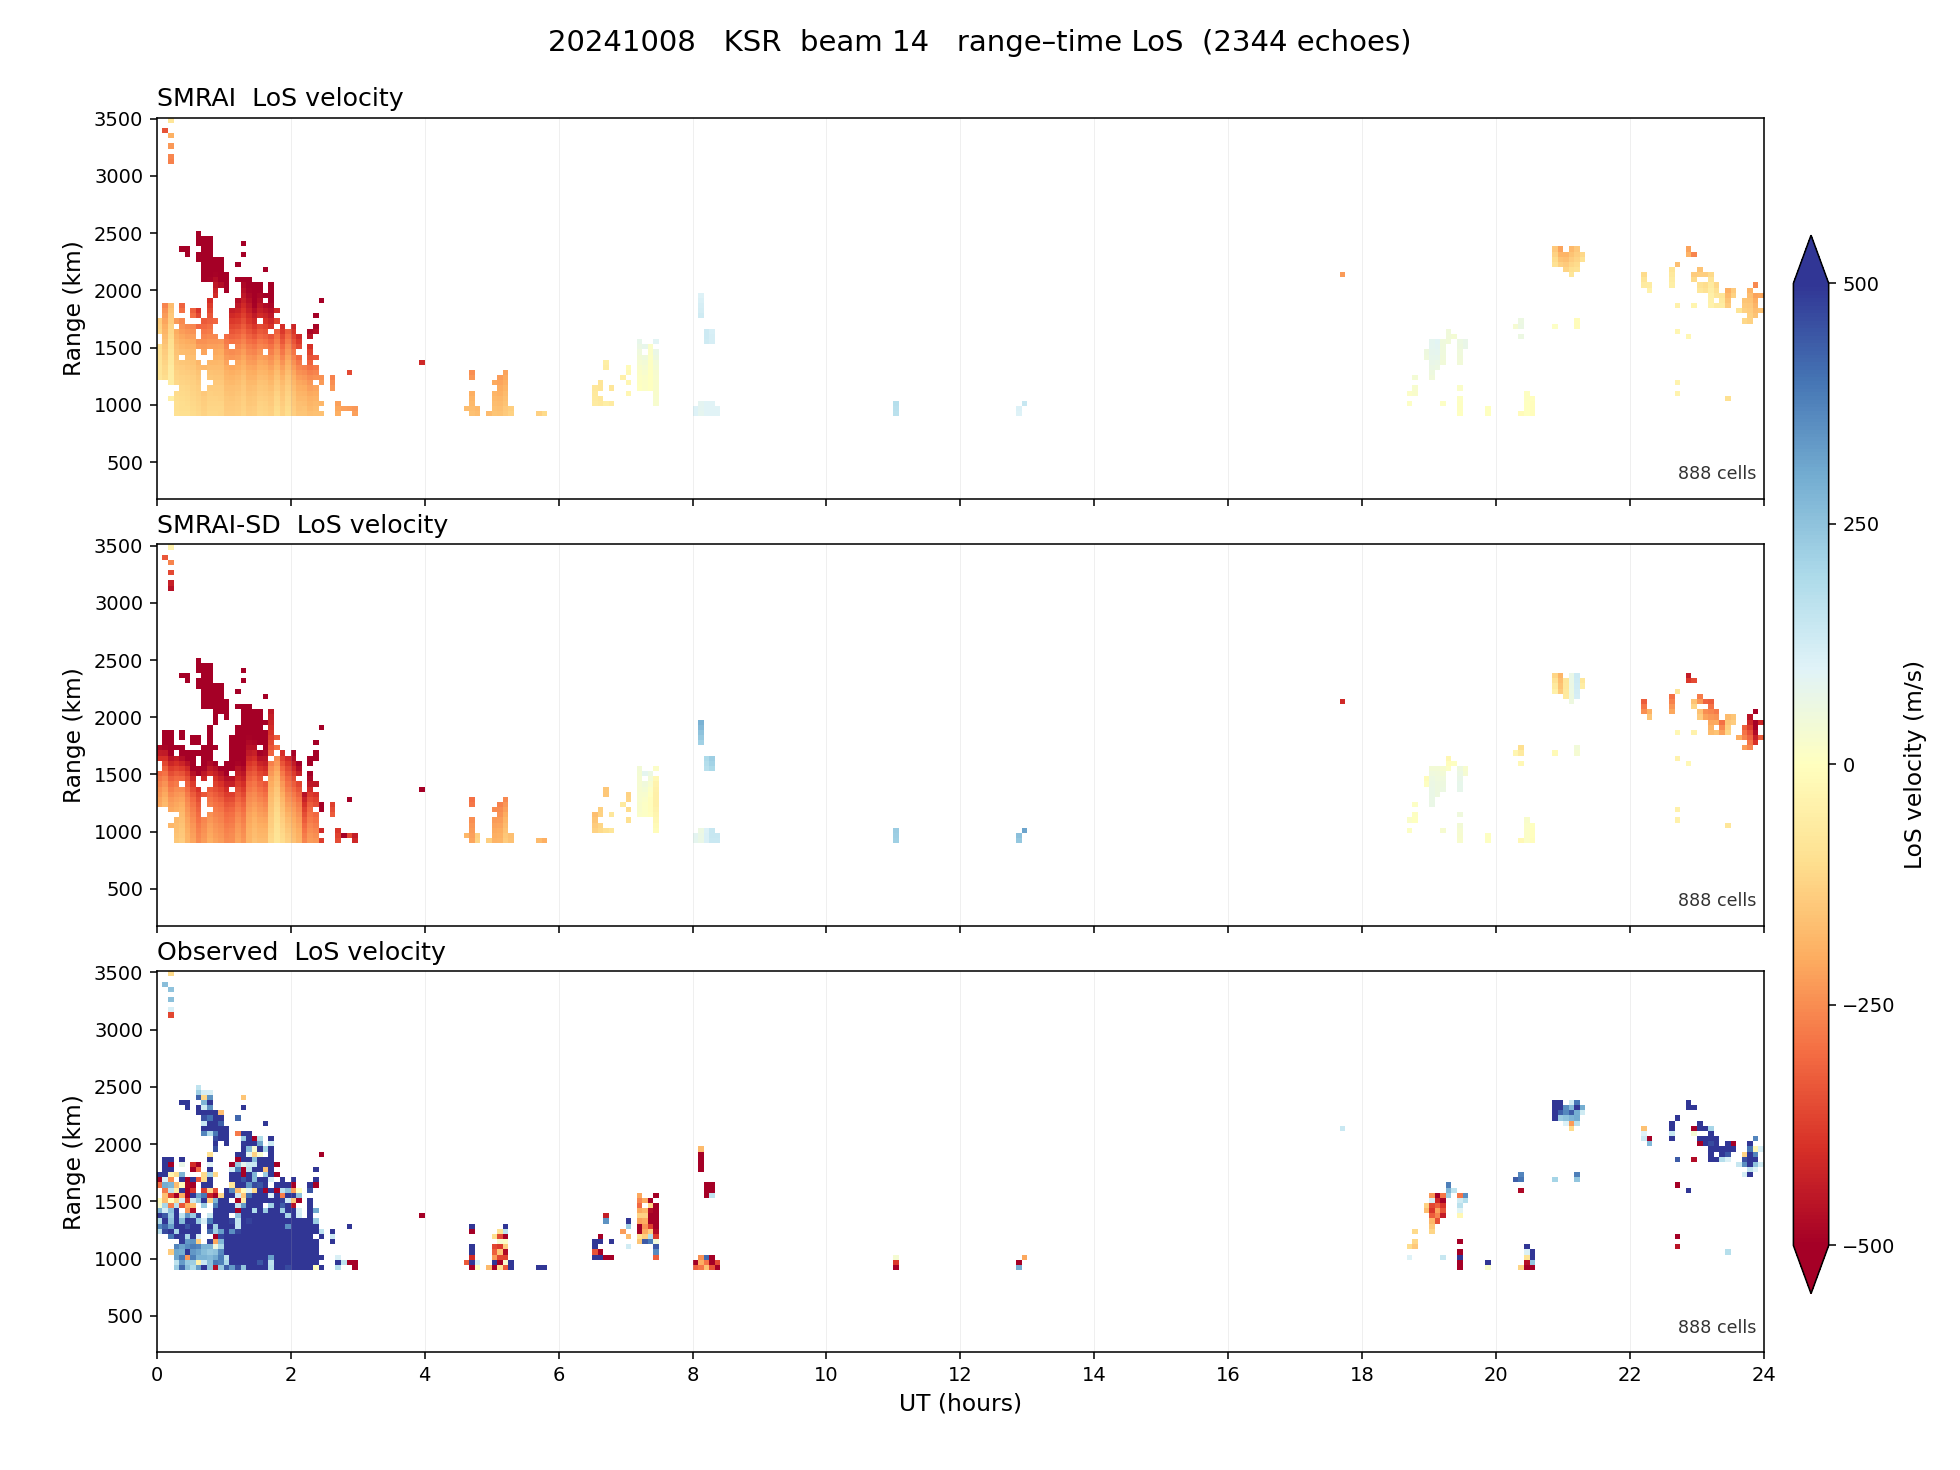 20241008   KSR  beam 14   range–time LoS  (2344 echoes)
SMRAI  LoS velocity
3500
3000
2500
2000
1500
1000
500
Range (km)
888 cells
SMRAI-SD  LoS velocity
3500
3000
2500
2000
1500
1000
500
Range (km)
888 cells
Observed  LoS velocity
3500
3000
2500
2000
1500
1000
500
Range (km)
888 cells
0 2 4 6 8 10 12 14 16 18 20 22 24
UT (hours)
500
250
0
−250
−500
LoS velocity (m/s)